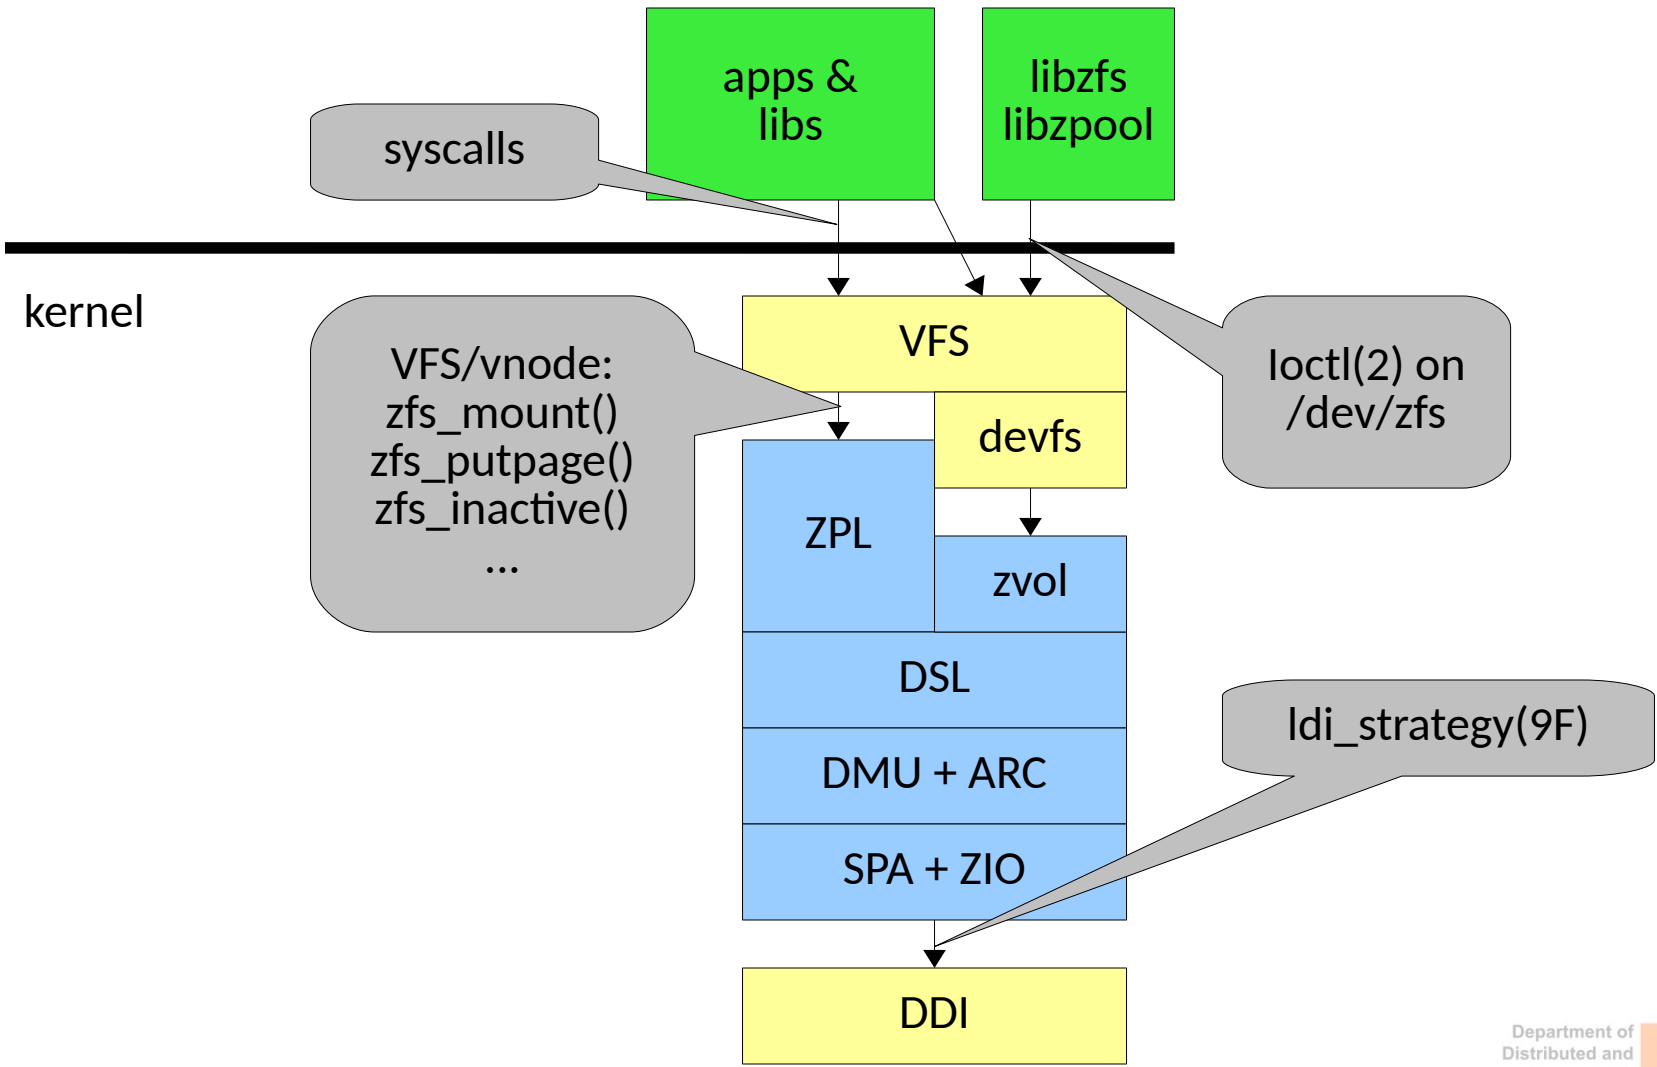 apps &
libs
libzfs
libzpool
syscalls
kernel
VFS/vnode:
zfs_mount()
zfs_putpage()
zfs_inactive()
...
VFS
Ioctl(2) on
/dev/zfs
devfs
ZPL
zvol
DSL
ldi_strategy(9F)
DMU + ARC
SPA + ZIO
DDI
Department of
Distributed and